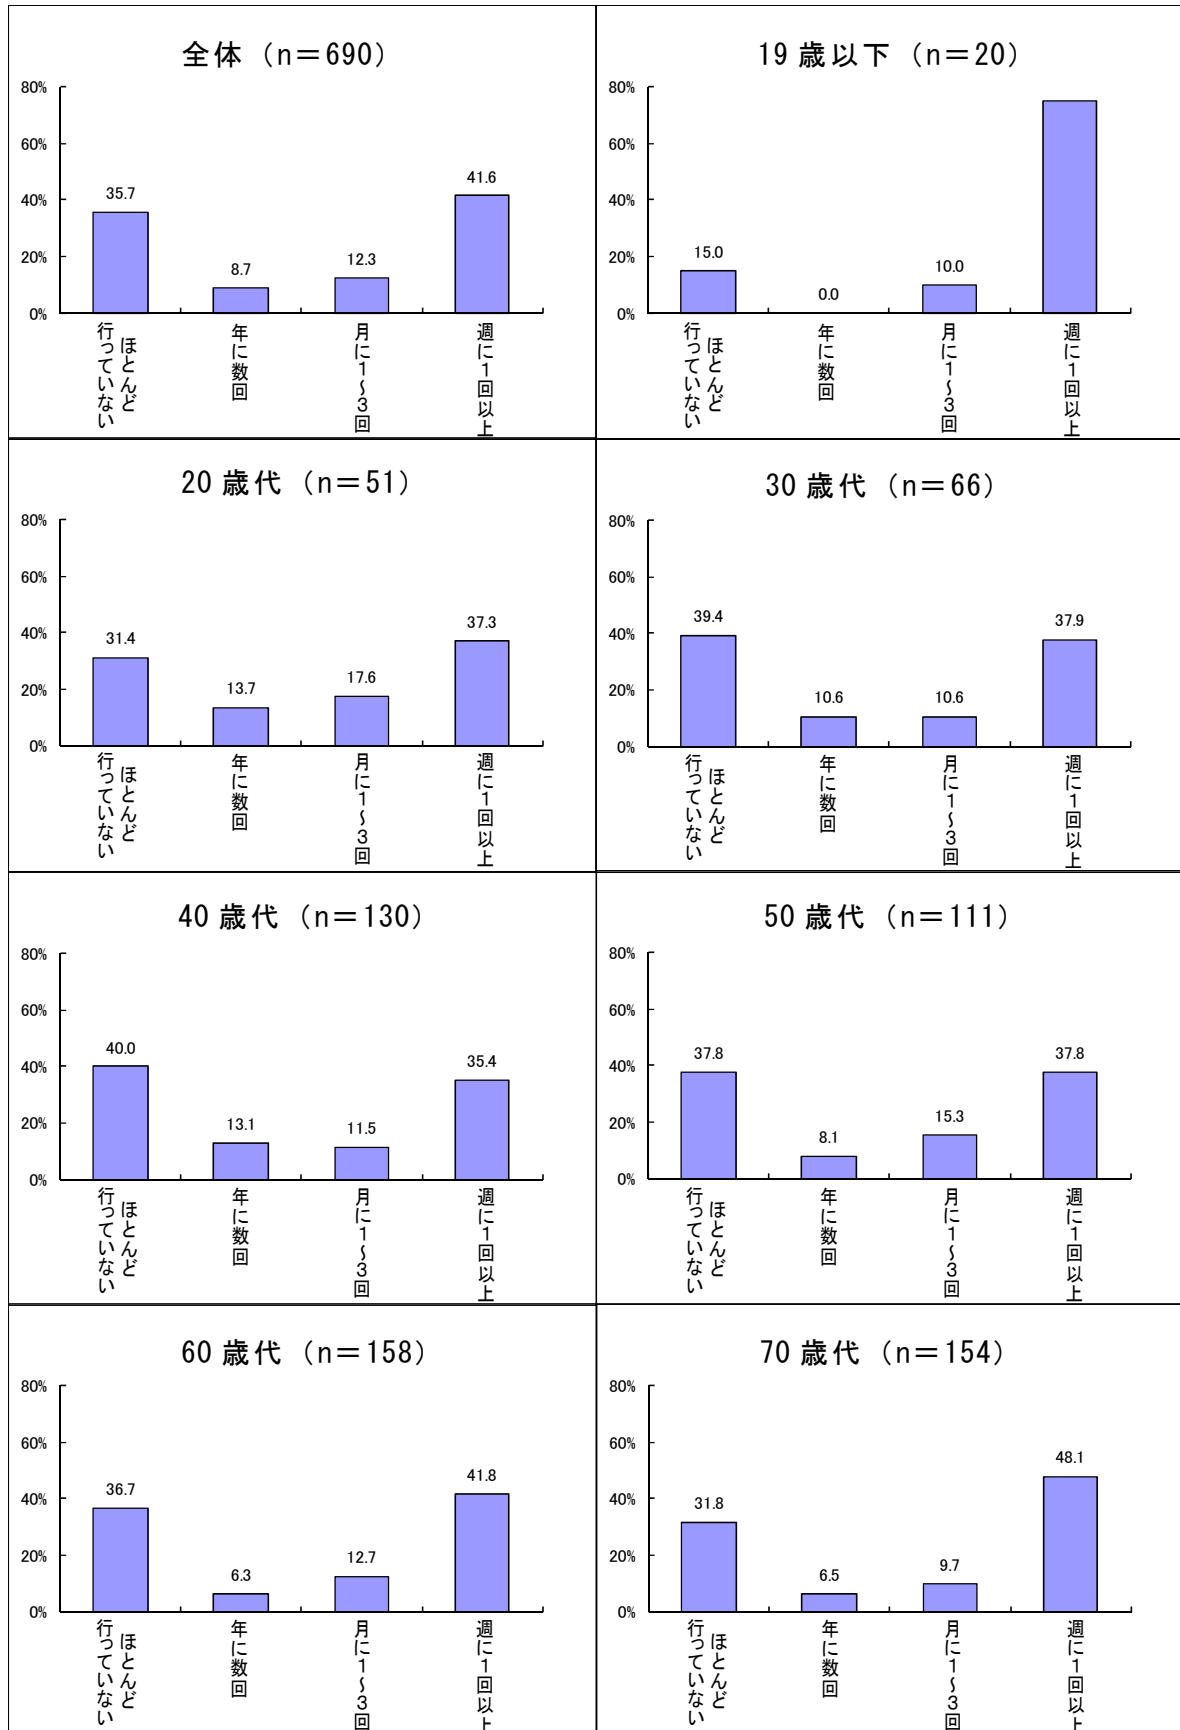 全体（n＝690）
80%
60%
40%
20%
0%
35.7
8.7
12.3
41.6
ほとんど
行っていない
年に数回
月に1～3回
週に1回以上
19歳以下（n＝20）
80%
60%
40%
20%
0%
15.0
0.0
10.0
ほとんど
行っていない
年に数回
月に1～3回
週に1回以上
20歳代（n＝51）
80%
60%
40%
20%
0%
31.4
13.7
17.6
37.3
ほとんど
行っていない
年に数回
月に1～3回
週に1回以上
30歳代（n＝66）
80%
60%
40%
20%
0%
39.4
10.6
10.6
37.9
ほとんど
行っていない
年に数回
月に1～3回
週に1回以上
40歳代（n＝130）
80%
60%
40%
20%
0%
40.0
13.1
11.5
35.4
ほとんど
行っていない
年に数回
月に1～3回
週に1回以上
50歳代（n＝111）
80%
60%
40%
20%
0%
37.8
8.1
15.3
37.8
ほとんど
行っていない
年に数回
月に1～3回
週に1回以上
60歳代（n＝158）
80%
60%
40%
20%
0%
36.7
6.3
12.7
41.8
ほとんど
行っていない
年に数回
月に1～3回
週に1回以上
70歳代（n＝154）
80%
60%
40%
20%
0%
31.8
6.5
9.7
48.1
ほとんど
行っていない
年に数回
月に1～3回
週に1回以上